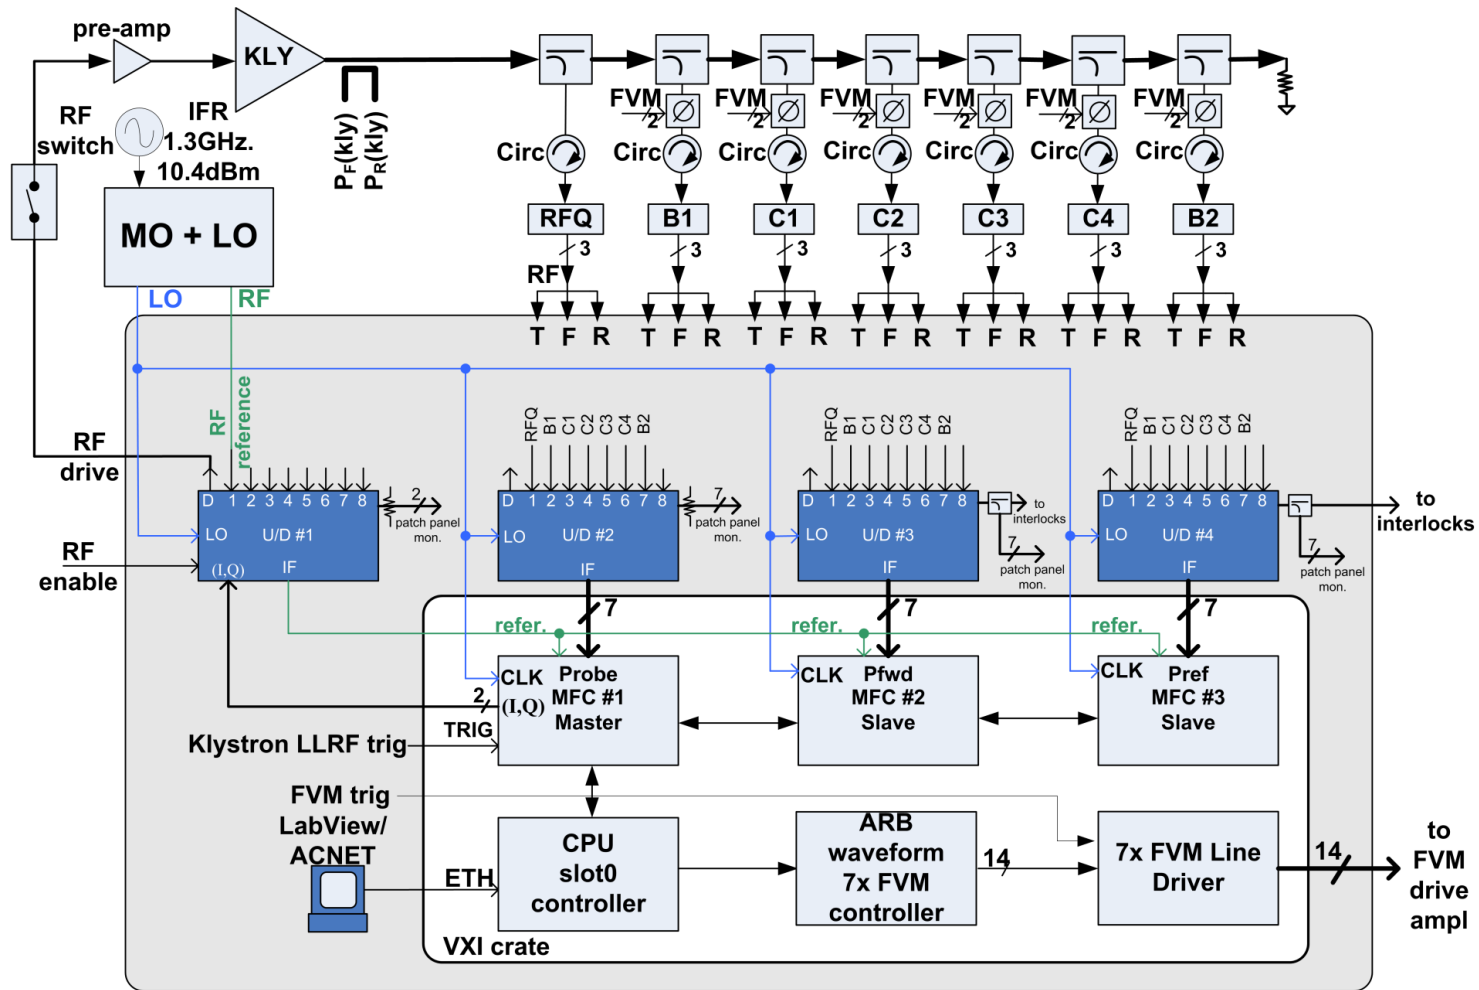 pre-amp
KLY
RF
switch
IFR
1.3GHz.
10.4dBm
MO + LO
LO
RF
P_F(kly)
P_R(kly)
FVM
2
FVM
2
FVM
2
FVM
2
FVM
2
FVM
2
Circ
Circ
Circ
Circ
Circ
Circ
Circ
RFQ
B1
C1
C2
C3
C4
B2
3
3
3
3
3
3
3
RF
T F R
T F R
T F R
T F R
T F R
T F R
T F R
RF
reference
RF
drive
RF
enable
D 1 2 3 4 5 6 7 8
LO
U/D #1
(I,Q)
IF
2
patch panel
mon.
RFQ
B1
C1
C2
C3
C4
B2
D 1 2 3 4 5 6 7 8
LO
U/D #2
IF
7
patch panel
mon.
RFQ
B1
C1
C2
C3
C4
B2
D 1 2 3 4 5 6 7 8
LO
U/D #3
IF
to
interlocks
7
patch panel
mon.
RFQ
B1
C1
C2
C3
C4
B2
D 1 2 3 4 5 6 7 8
LO
U/D #4
IF
to
interlocks
7
patch panel
mon.
7
7
7
refer.
refer.
refer.
CLK
Probe
MFC #1
Master
2
(I,Q)
TRIG
CLK
Pfwd
MFC #2
Slave
CLK
Pref
MFC #3
Slave
Klystron LLRF trig
FVM trig
LabView/
ACNET
ETH
CPU
slot0
controller
ARB
waveform
7x FVM
controller
14
7x FVM Line
Driver
14
to
FVM
drive
ampl
VXI crate